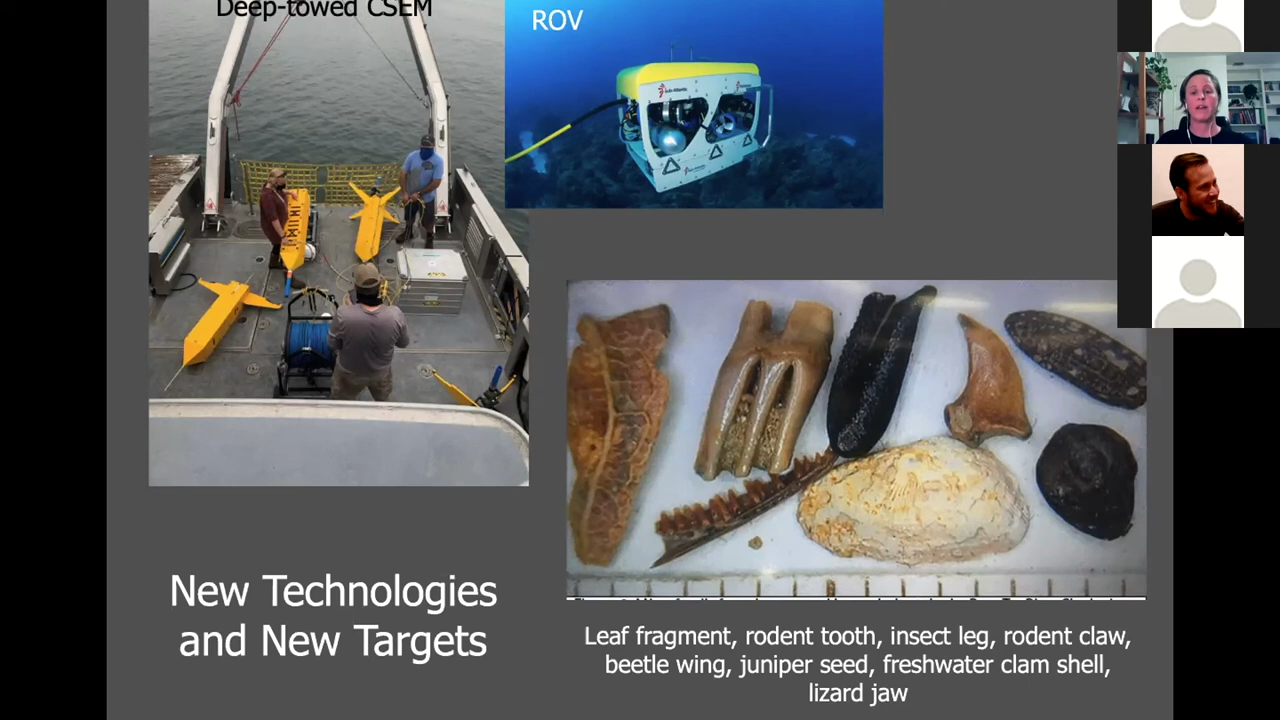 Deep-towed CSEM
ROV
New Technologies
and New Targets
Leaf fragment, rodent tooth, insect leg, rodent claw,
beetle wing, juniper seed, freshwater clam shell,
lizard jaw